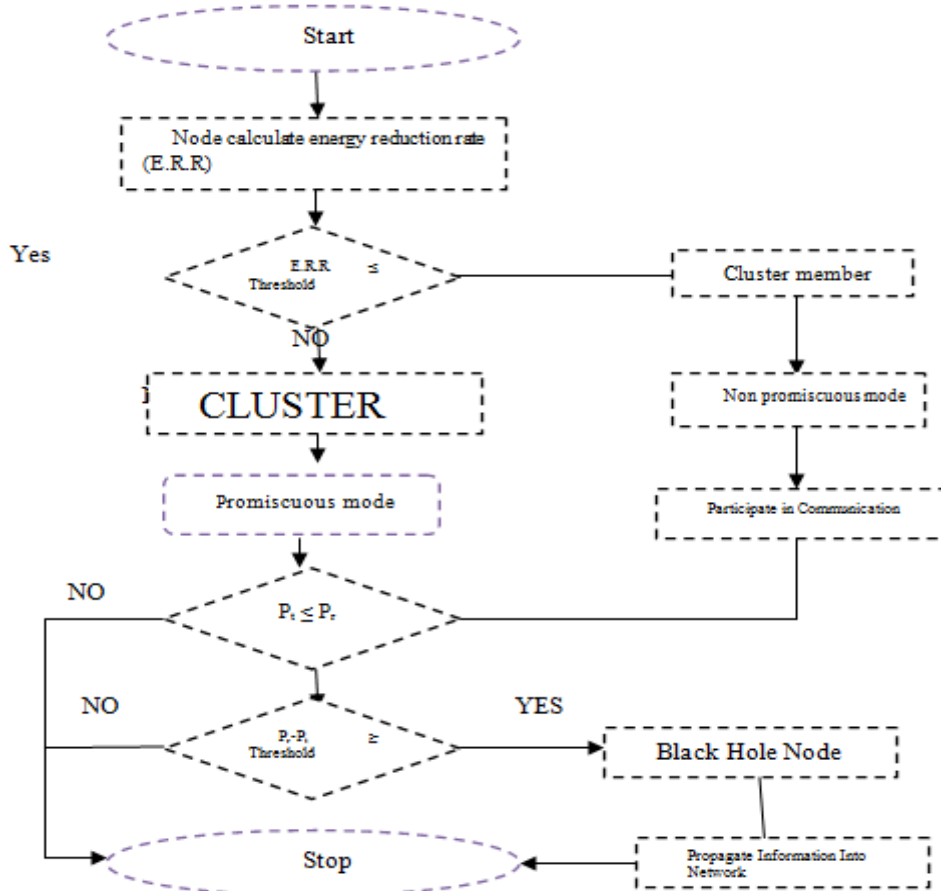 Start
Node calculate energy reduction rate
(E.R.R)
Yes
E.R.R ≤
Threshold
Cluster member
NO
CLUSTER
Non promiscuous mode
Promiscuous mode
Participate in Communication
NO
Pt ≤ Pr
NO
YES
Pr-Pt ≥
Threshold
Black Hole Node
Stop
Propagate Information Into
Network